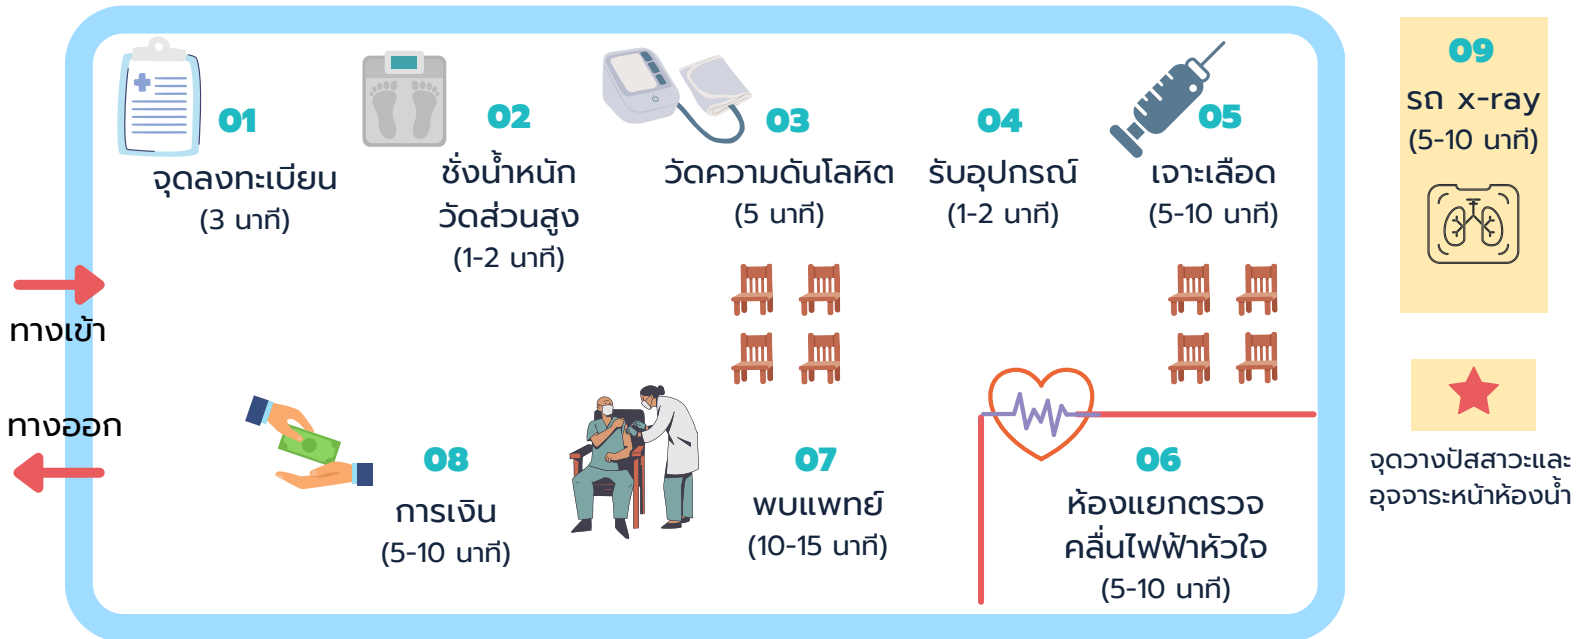 01
จุดลงทะเบียน
(3 นาที)
02
ชั่งน้ำหนัก
วัดส่วนสูง
(1-2 นาที)
03
วัดความดันโลหิต
(5 นาที)
04
รับอุปกรณ์
(1-2 นาที)
05
เจาะเลือด
(5-10 นาที)
09
รถ x-ray
(5-10 นาที)
ทางเข้า
ทางออก
08
การเงิน
(5-10 นาที)
07
พบแพทย์
(10-15 นาที)
06
ห้องแยกตรวจ
คลื่นไฟฟ้าหัวใจ
(5-10 นาที)
จุดวางปัสสาวะและ
อุจจาระหน้าห้องน้ำ